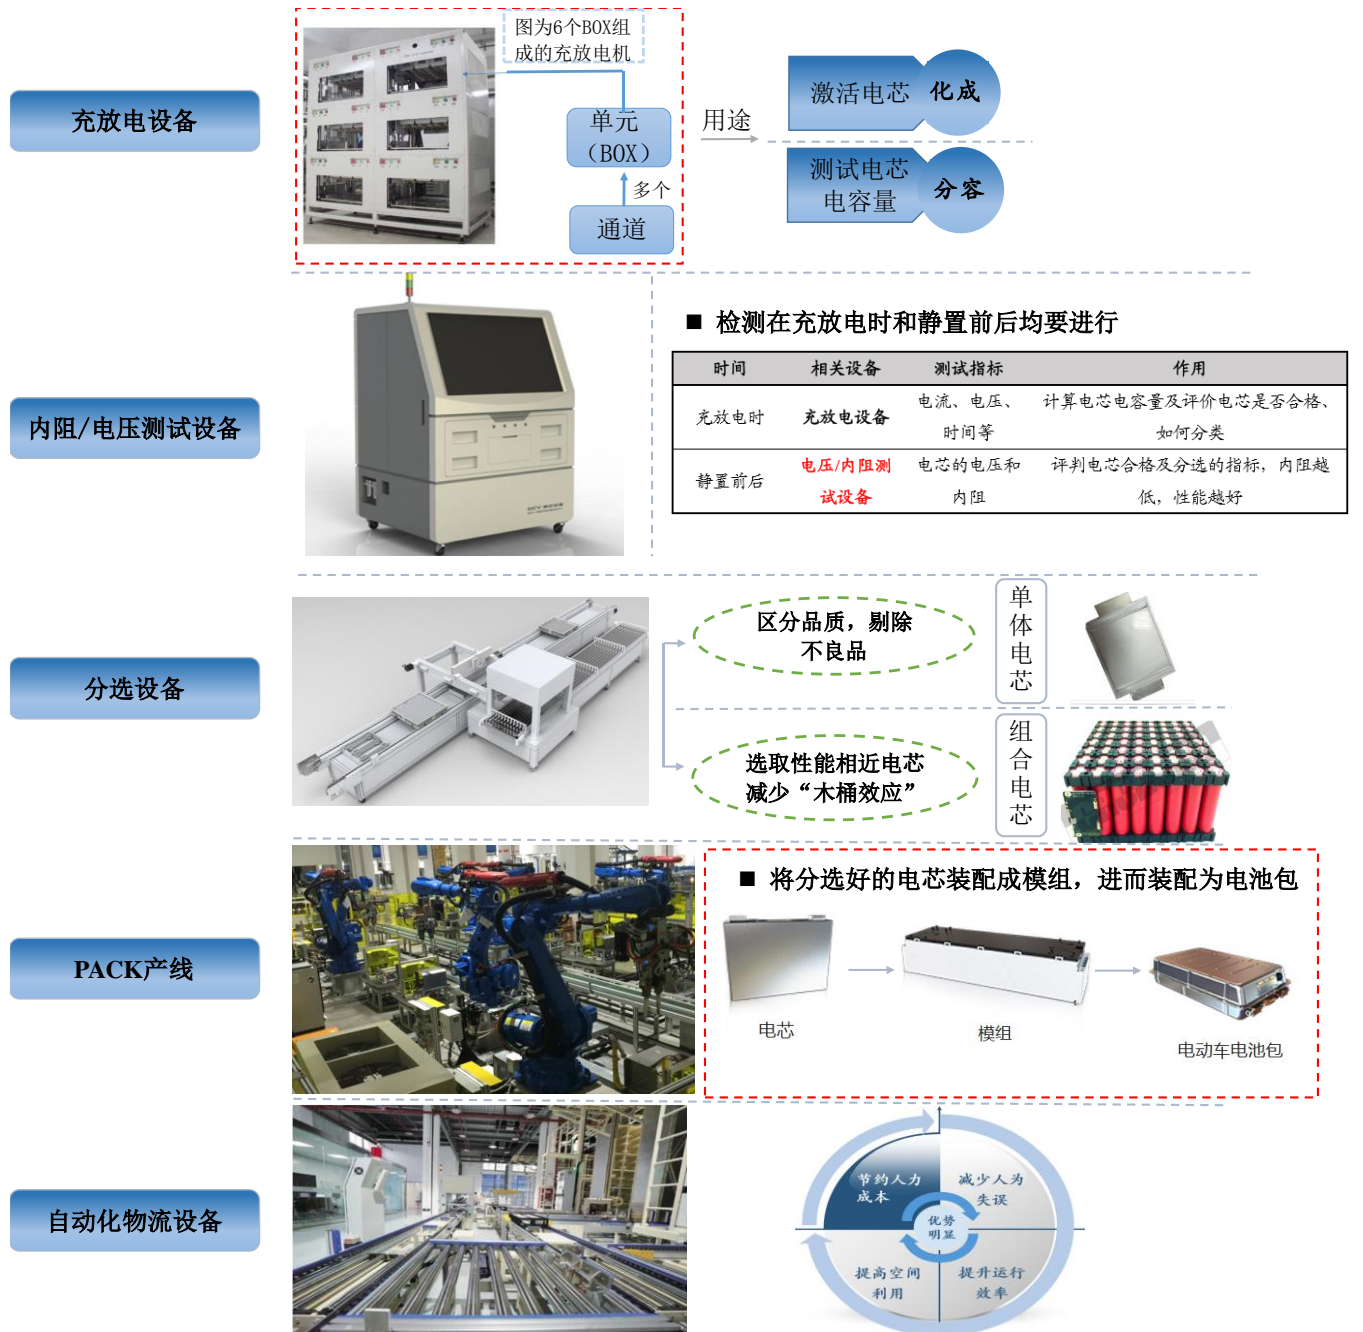 充放电设备
图为6个BOX组
成的充放电机
单元
（BOX）
多个
通道
用途
激活电芯
化成
测试电芯
电容量
分容
内阻/电压测试设备
■ 检测在充放电时和静置前后均要进行
时间 相关设备 测试指标 作用
充放电时 充放电设备 电流、电压、 计算电芯电容量及评价电芯是否合格、
时间等 如何分类
静置前后 电压/内阻测 电芯的电压和 评判电芯合格及分选的指标，内阻越
试设备 内阻 低，性能越好
分选设备
区分品质，剔除
不良品
单
体
电
芯
选取性能相近电芯
减少“木桶效应”
组
合
电
芯
PACK产线
■ 将分选好的电芯装配成模组，进而装配为电池包
电芯
模组
电动车电池包
自动化物流设备
节约人力
成本
减少人为
失误
优势
明显
提高空间
利用
提升运行
效率